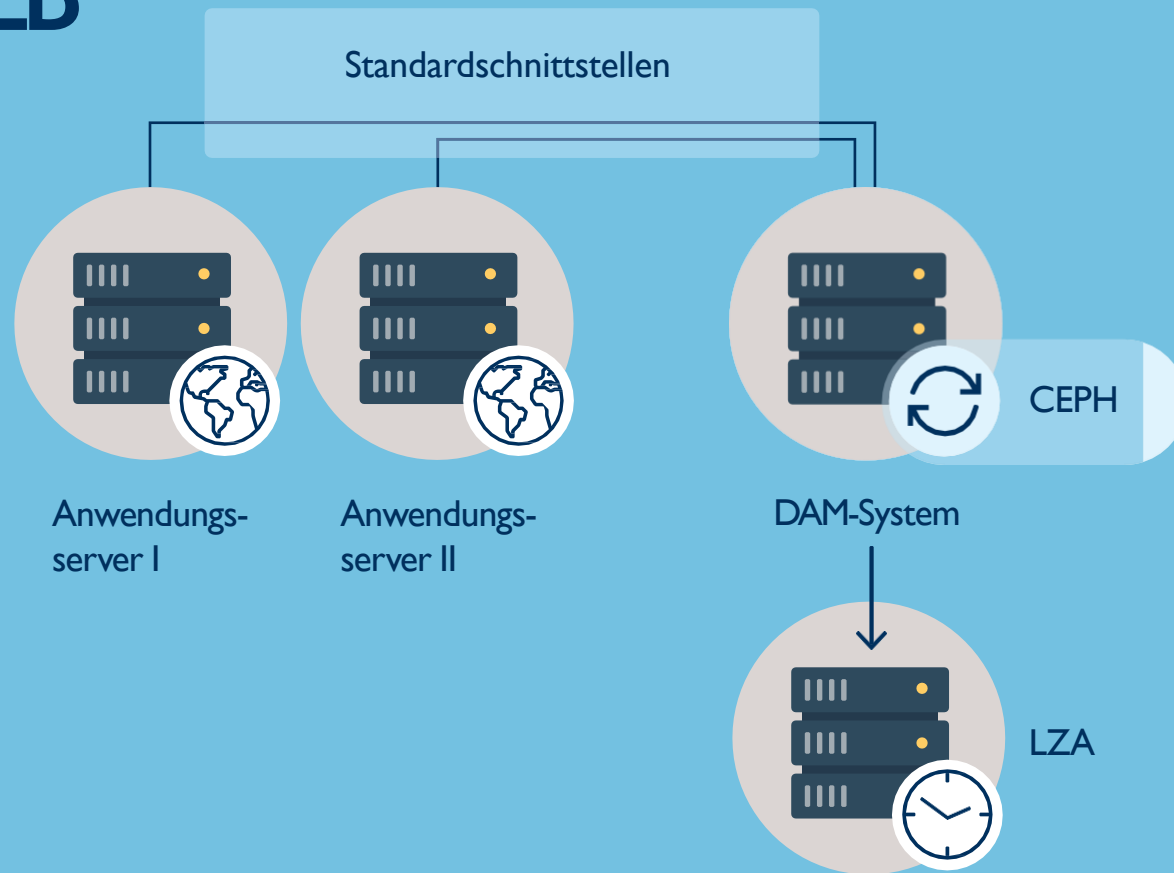 Standardschnittstellen
CEPH
Anwendungs-
server I
Anwendungs-
server II
DAM-System
LZA